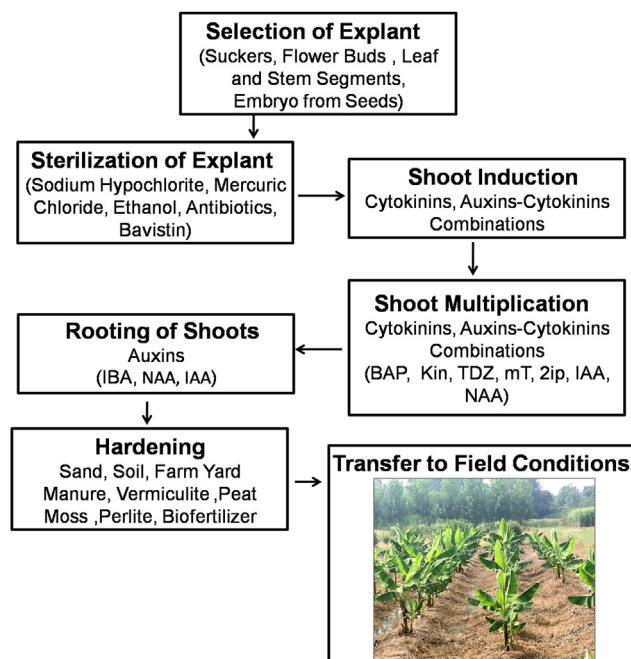 Selection of Explant
(Suckers, Flower Buds , Leaf
and Stem Segments,
Embryo from Seeds)
Sterilization of Explant
(Sodium Hypochlorite, Mercuric
Chloride, Ethanol, Antibiotics,
Bavistin)
Shoot Induction
Cytokinins, Auxins-Cytokinins
Combinations
Shoot Multiplication
Cytokinins, Auxins-Cytokinins
Combinations
(BAP, Kin, TDZ, mT, 2ip, IAA,
NAA)
Rooting of Shoots
Auxins
(IBA, NAA, IAA)
Hardening
Sand, Soil, Farm Yard
Manure, Vermiculite ,Peat
Moss ,Perlite, Biofertilizer
Transfer to Field Conditions